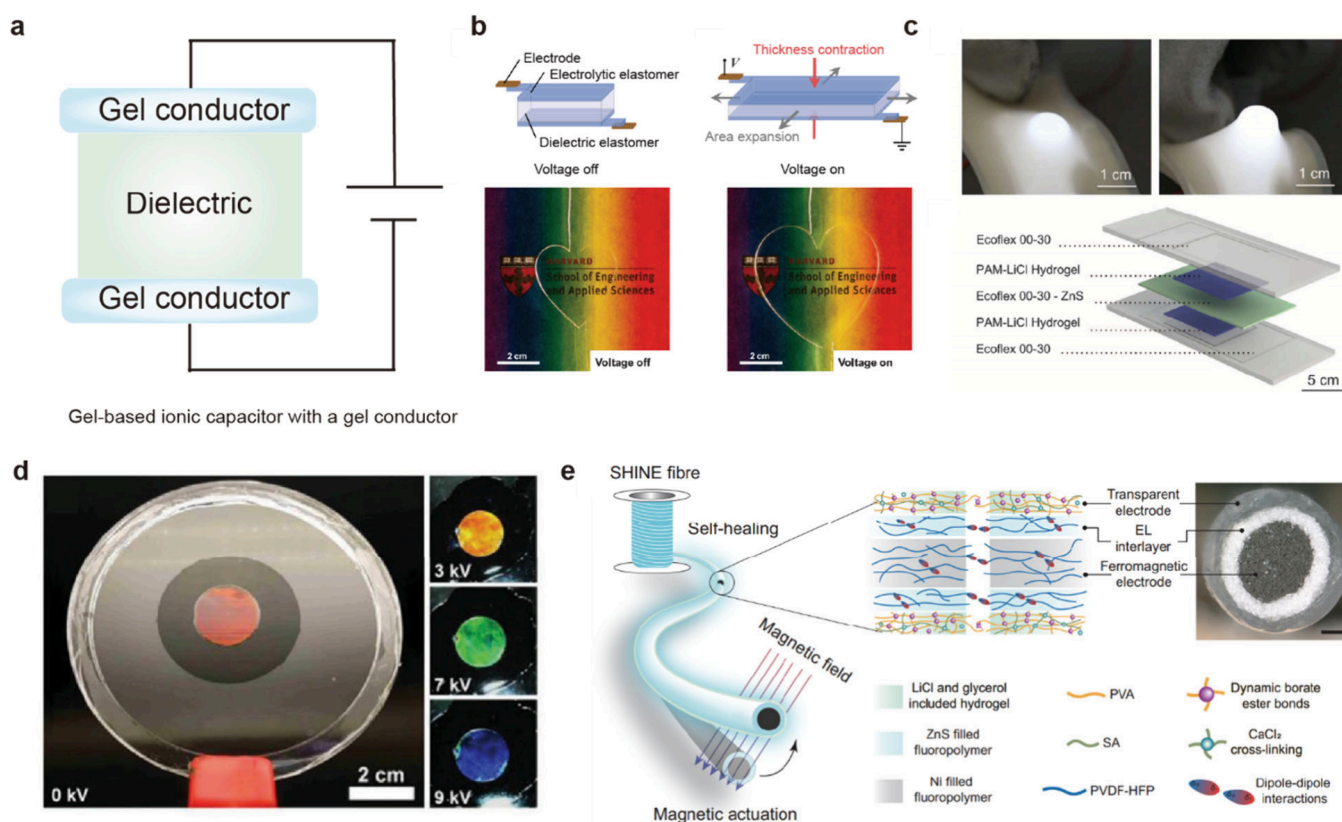 a
Gel conductor
Dielectric
Gel conductor
Gel-based ionic capacitor with a gel conductor
b
Electrode
Electrolytic elastomer
Dielectric elastomer
Voltage off
V
Thickness contraction
Area expansion
Voltage on
HARVARD
School of Engineering
and Applied Sciences
2 cm
Voltage off
HARVARD
School of Engineering
and Applied Sciences
2 cm
Voltage on
c
1 cm
1 cm
Ecoflex 00-30
PAM-LiCl Hydrogel
Ecoflex 00-30 - ZnS
PAM-LiCl Hydrogel
Ecoflex 00-30
5 cm
d
0 kV
2 cm
3 kV
7 kV
9 kV
e
SHINE fibre
Self-healing
Magnetic field
Magnetic actuation
Transparent
electrode
EL
interlayer
Ferromagnetic
electrode
LiCl and glycerol
included hydrogel
ZnS filled
fluoropolymer
Ni filled
fluoropolymer
PVA
SA
PVDF-HFP
Dynamic borate
ester bonds
CaCl₂
cross-linking
Dipole-dipole
interactions